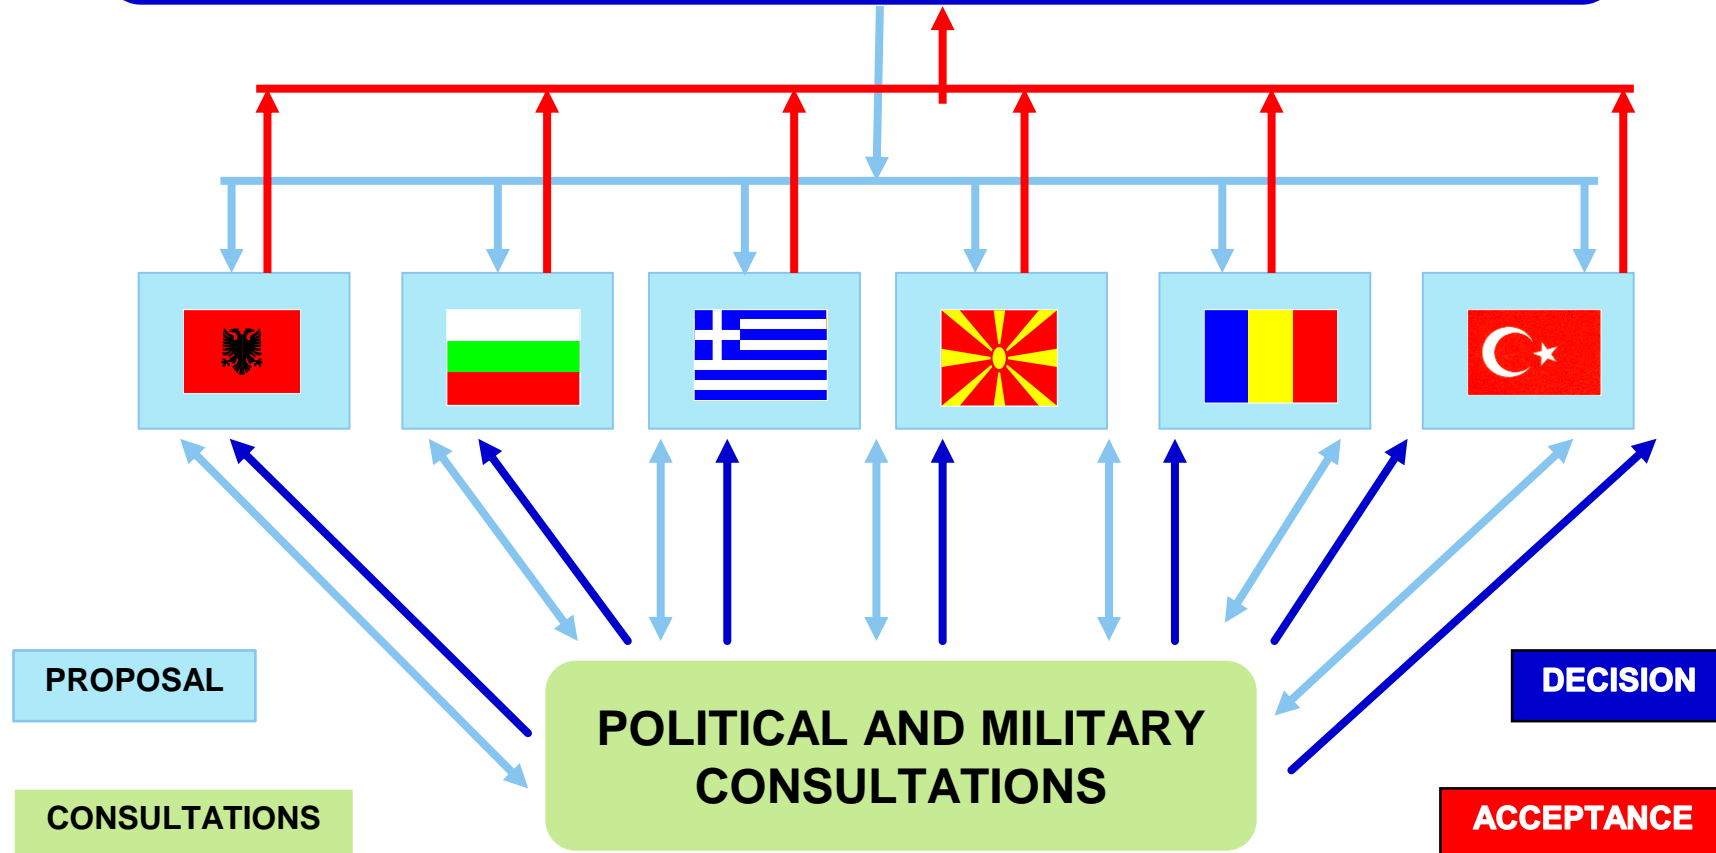 PROPOSAL
DECISION
POLITICAL AND MILITARY
CONSULTATIONS
CONSULTATIONS
ACCEPTANCE